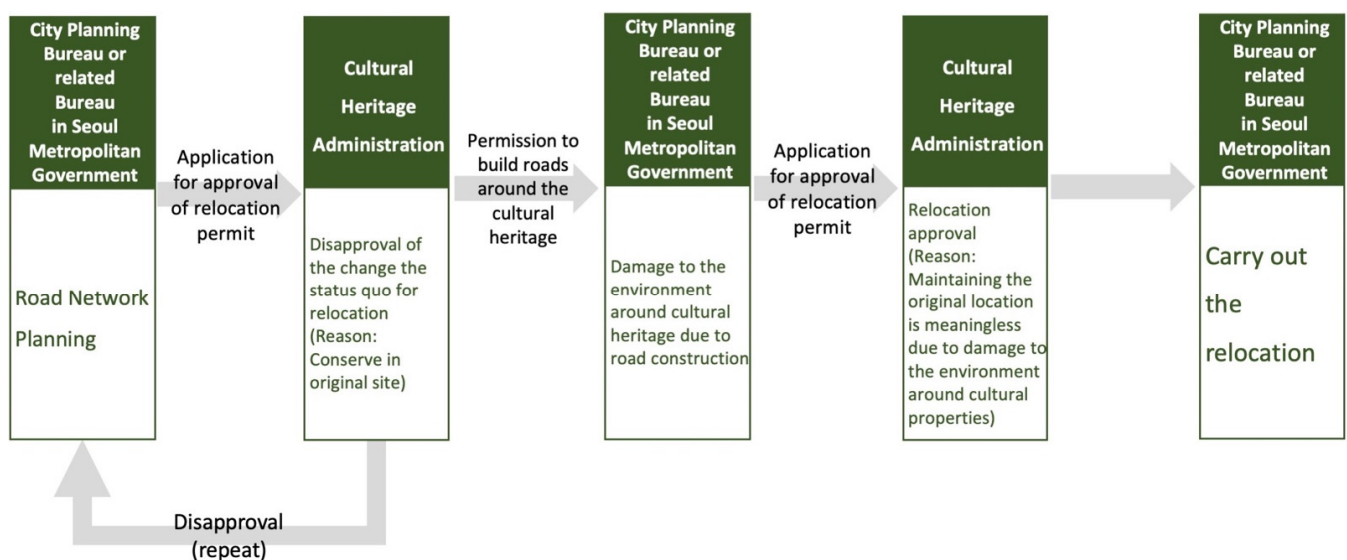 City Planning
Bureau or
related
Bureau
in Seoul
Metropolitan
Government
Road Network
Planning
Application
for approval
of relocation
permit
Cultural
Heritage
Administration
Disapproval of
the change the
status quo for
relocation
(Reason:
Conserve in
original site)
Disapproval
(repeat)
Permission to
build roads
around the
cultural
heritage
City Planning
Bureau or
related
Bureau
in Seoul
Metropolitan
Government
Damage to the
environment
around cultural
heritage due to
road construction
Application
for approval
of relocation
permit
Cultural
Heritage
Administration
Relocation
approval
(Reason:
Maintaining the
original location
is meaningless
due to damage to
the environment
around cultural
properties)
City Planning
Bureau or
related
Bureau
in Seoul
Metropolitan
Government
Carry out
the
relocation